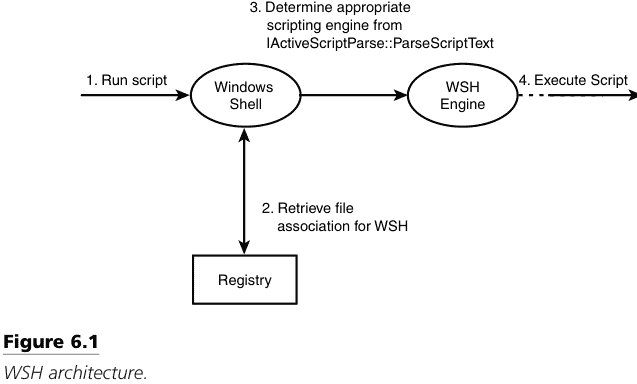 3. Determine appropriate
scripting engine from
IActiveScriptParse::ParseScriptText
1. Run script
Windows
Shell
WSH
Engine
4. Execute Script
2. Retrieve file
association for WSH
Registry
Figure 6.1
WSH architecture.